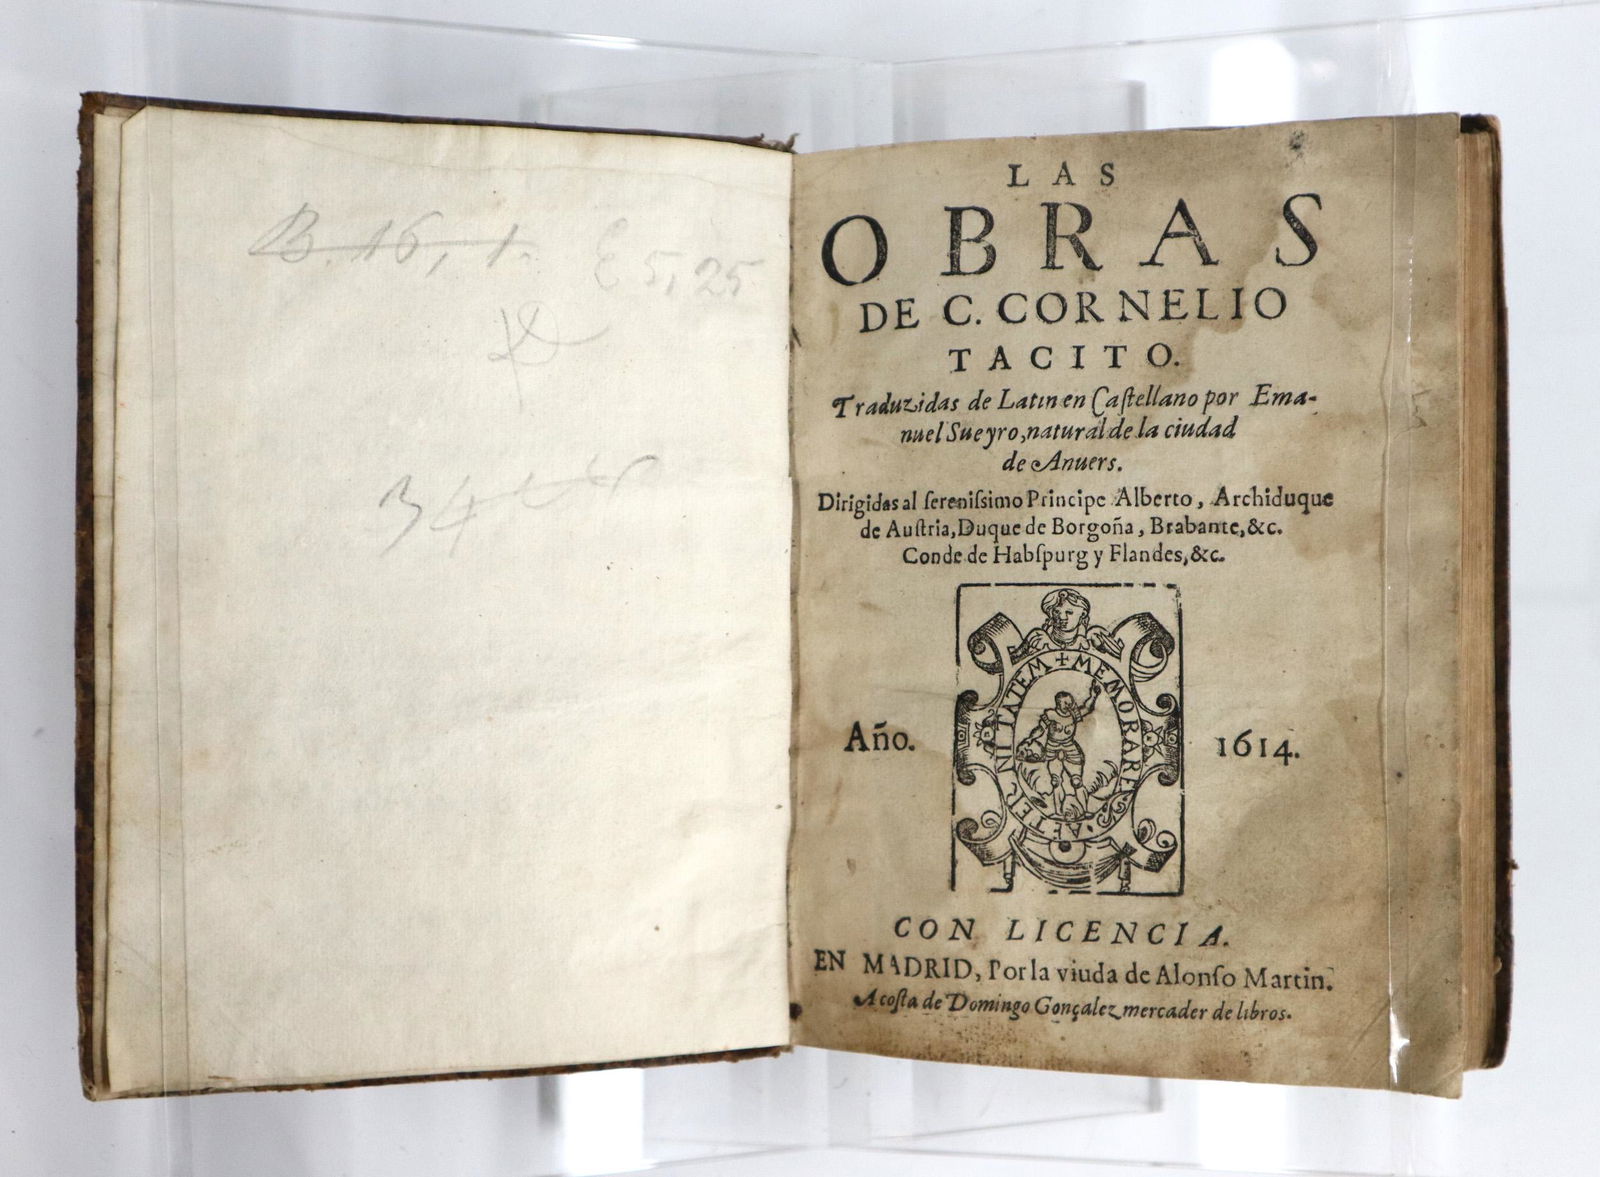 B. 16, 1.
E 5, 25
34
LAS
OBRAS
DE C. CORNELIO
TACITO.
Traduzidas de Latin en Caſtellano por Ema-
nuel Sueyro, natural de la ciudad
de Anuers.
Dirigidas al ſereniſsimo Principe Alberto, Archiduque
de Auſtria, Duque de Borgoña, Brabante, &c.
Conde de Habſpurg y Flandes, &c.
ÆTERNITATEM + MEMORARE
Año. 1614.
CON LICENCIA.
EN MADRID, Por la viuda de Alonſo Martin.
A coſta de Domingo Gonçalez mercader de libros.